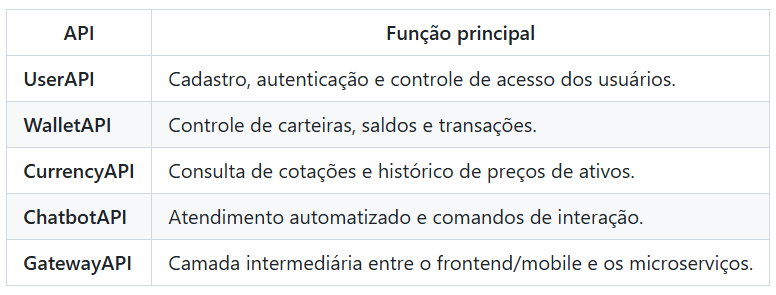 API Função principal
UserAPI Cadastro, autenticação e controle de acesso dos usuários.
WalletAPI Controle de carteiras, saldos e transações.
CurrencyAPI Consulta de cotações e histórico de preços de ativos.
ChatbotAPI Atendimento automatizado e comandos de interação.
GatewayAPI Camada intermediária entre o frontend/mobile e os microserviços.